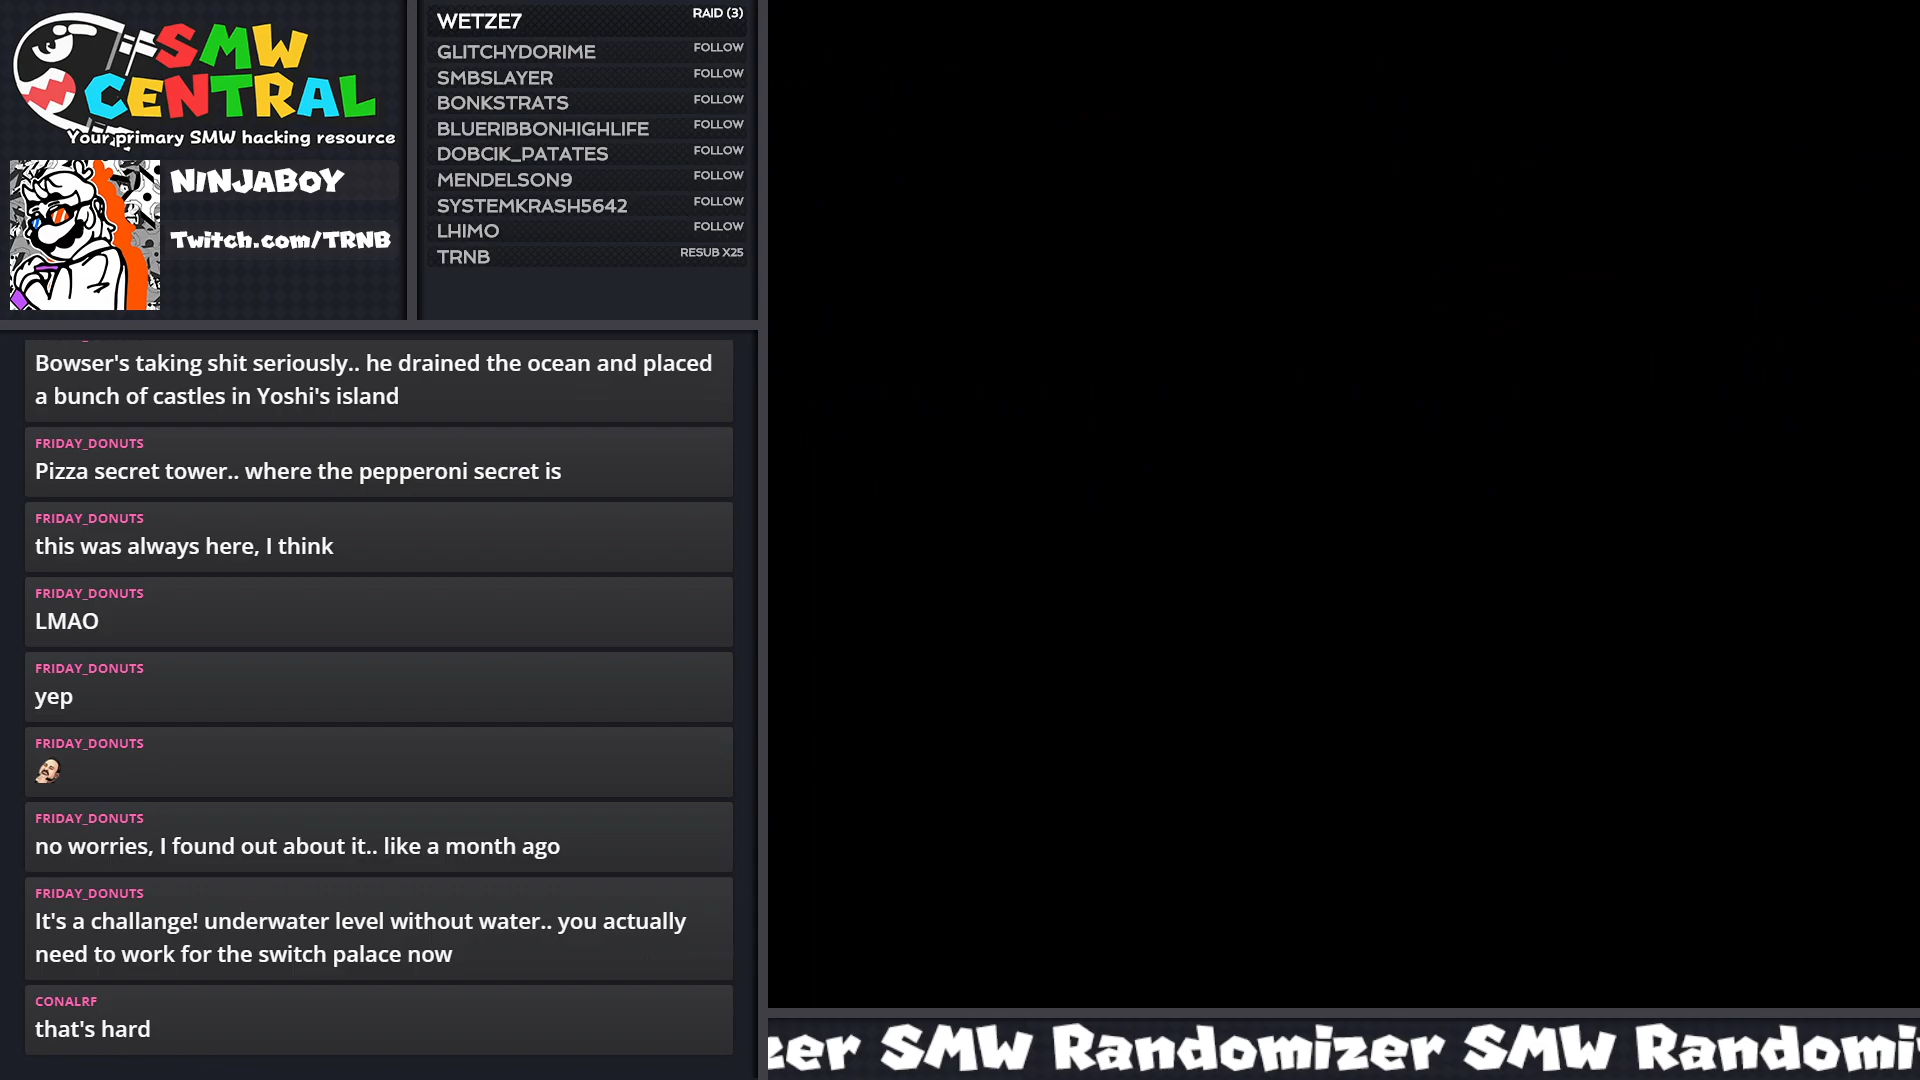 SMW
CENTRAL
Your primary SMW hacking resource
NINJABOY
Twitch.com/TRNB
WETZE7 RAID (3)
GLITCHYDORIME FOLLOW
SMBSLAYER FOLLOW
BONKSTRATS FOLLOW
BLUERIBBONHIGHLIFE FOLLOW
DOBCIK_PATATES FOLLOW
MENDELSON9 FOLLOW
SYSTEMKRASH5642 FOLLOW
LHIMO FOLLOW
TRNB RESUB X25
Bowser's taking shit seriously.. he drained the ocean and placed
a bunch of castles in Yoshi's island
FRIDAY_DONUTS
Pizza secret tower.. where the pepperoni secret is
FRIDAY_DONUTS
this was always here, I think
FRIDAY_DONUTS
LMAO
FRIDAY_DONUTS
yep
FRIDAY_DONUTS
FRIDAY_DONUTS
no worries, I found out about it.. like a month ago
FRIDAY_DONUTS
It's a challange! underwater level without water.. you actually
need to work for the switch palace now
CONALRF
that's hard
zer SMW Randomizer SMW Randomi